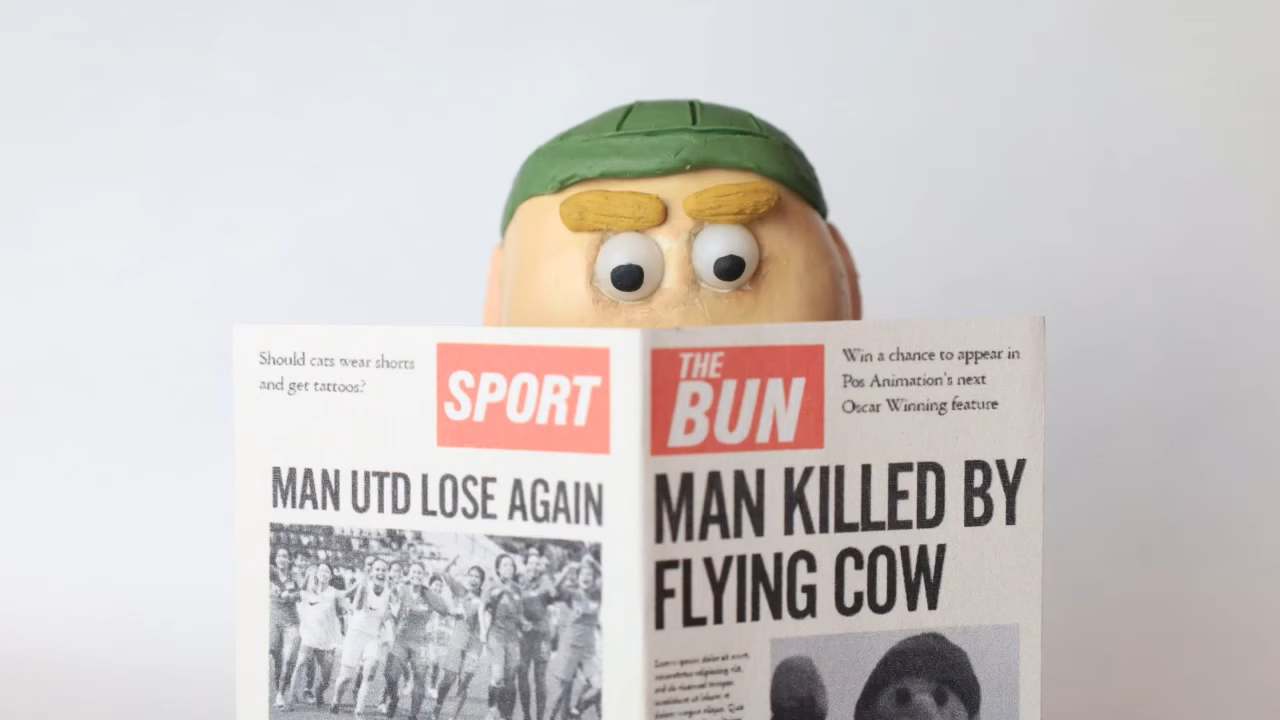 Should cats wear shorts
and get tattoos?
SPORT
MAN UTD LOSE AGAIN
THE
BUN
Win a chance to appear in
Pos Animation's next
Oscar Winning feature
MAN KILLED BY
FLYING COW